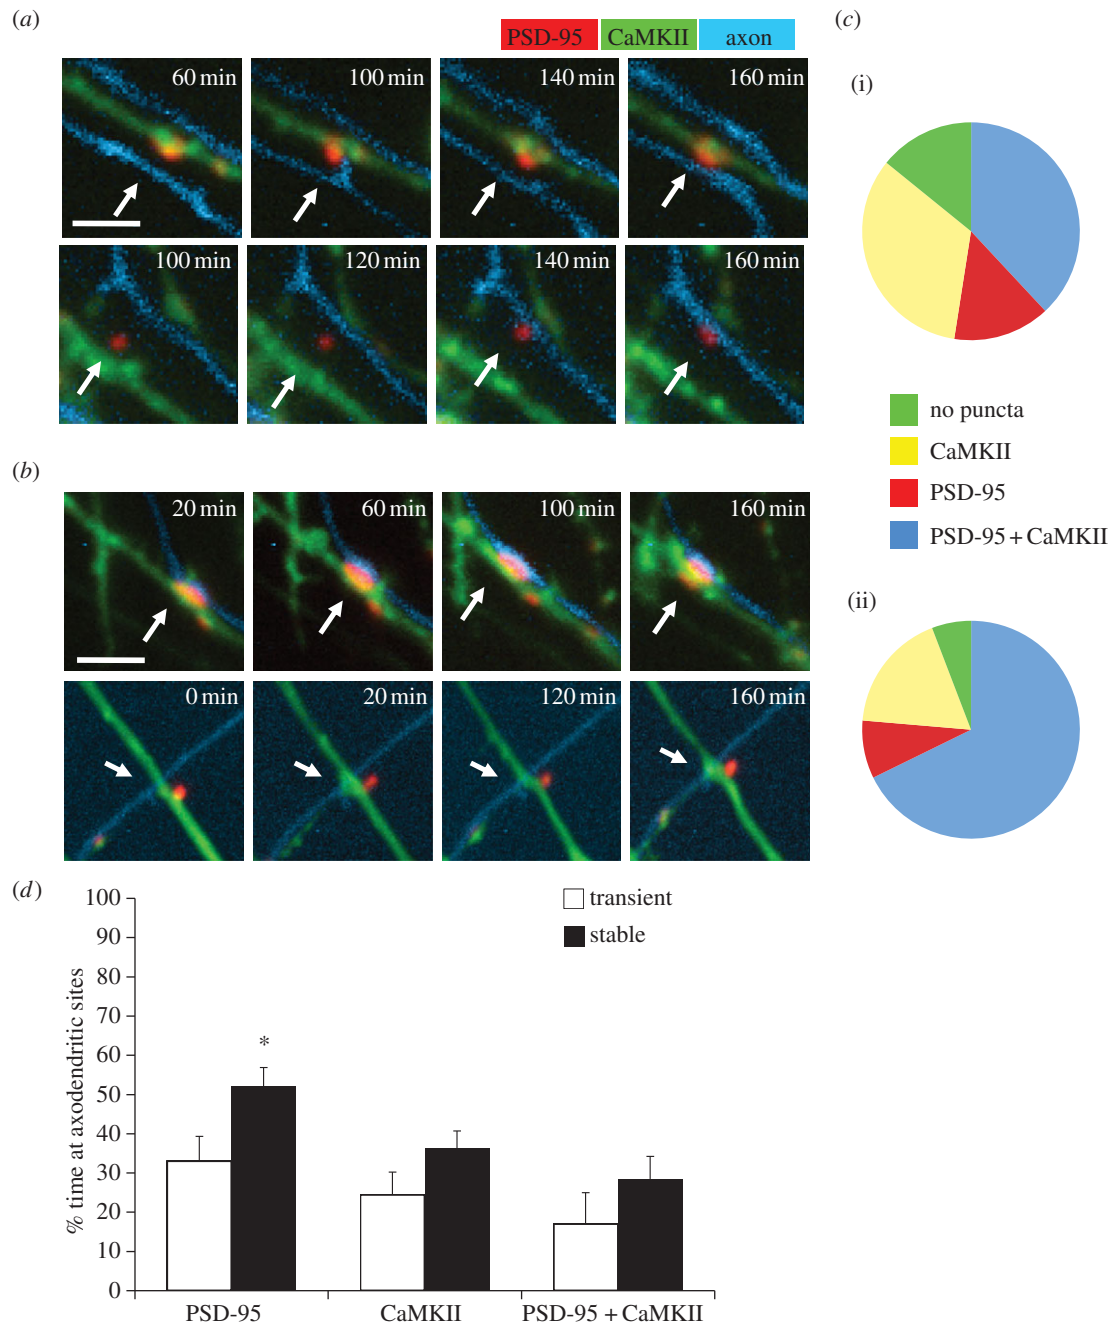 (a)
PSD-95 CaMKII axon
60 min 100 min 140 min 160 min
100 min 120 min 140 min 160 min
(b)
20 min 60 min 100 min 160 min
0 min 20 min 120 min 160 min
(c)
(i)
no puncta
CaMKII
PSD-95
PSD-95 + CaMKII
(ii)
(d)
% time at axodendritic sites
100
90
80
70
60
50
40
30
20
10
0
transient
stable
*
PSD-95 CaMKII PSD-95 + CaMKII